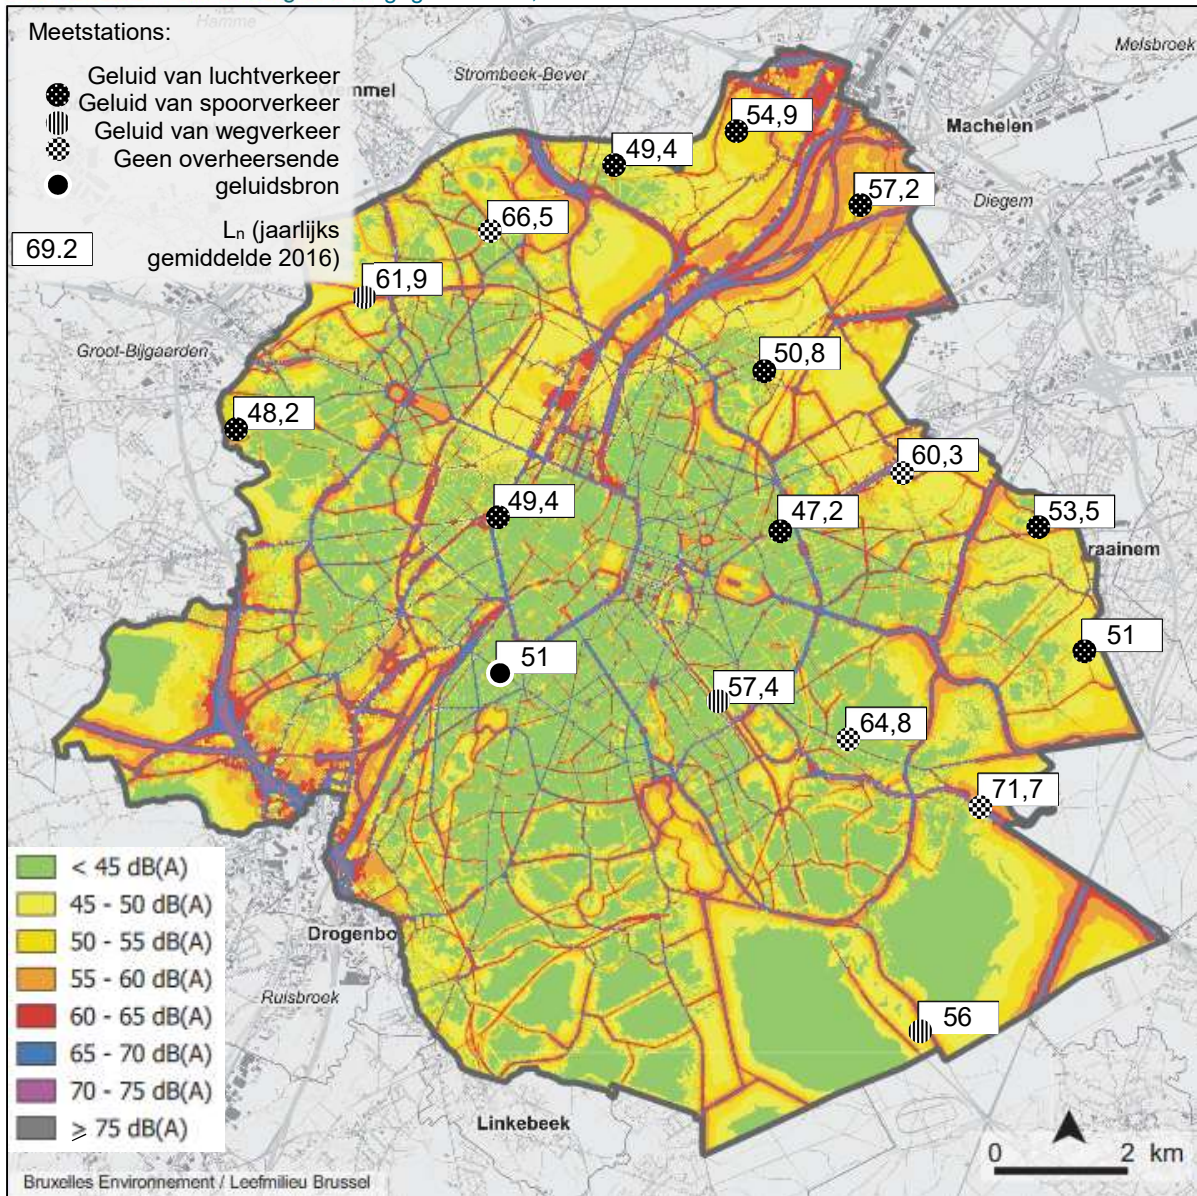 Hamme
Meetstations:
Melsbroek
Geluid van luchtverkeer
Strombeek-Bever
Geluid van spoorverkeer
Geluid van wegverkeer
Geen overheersende
geluidsbron
Ln (jaarlijks
gemiddelde 2016)
69.2
mmel
54,9
Machelen
49,4
57,2
Diegem
66,5
61,9
Groot-Bijgaarden
50,8
48,2
60,3
49,4
47,2
53,5
raainem
51
51
57,4
64,8
71,7
< 45 dB(A)
45 - 50 dB(A)
50 - 55 dB(A)
55 - 60 dB(A)
60 - 65 dB(A)
65 - 70 dB(A)
70 - 75 dB(A)
⩾ 75 dB(A)
Drogenbo
Ruisbroek
56
Linkebeek
0 2 km
Bruxelles Environnement / Leefmilieu Brussel